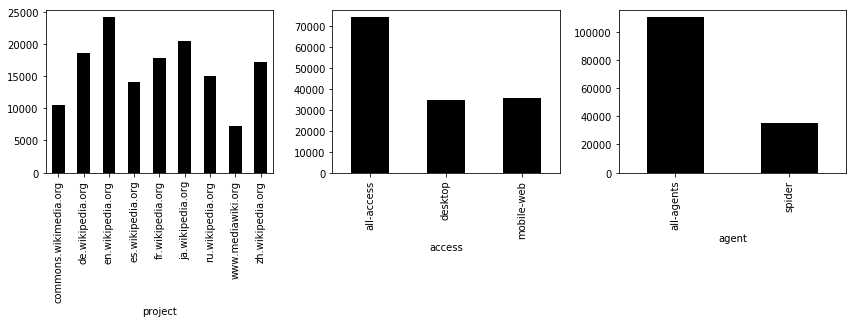 25000
20000
15000
10000
5000
0
commons.wikimedia.org
de.wikipedia.org
en.wikipedia.org
es.wikipedia.org
fr.wikipedia.org
ja.wikipedia.org
ru.wikipedia.org
www.mediawiki.org
zh.wikipedia.org
project
70000
60000
50000
40000
30000
20000
10000
0
all-access
desktop
mobile-web
access
100000
80000
60000
40000
20000
0
all-agents
spider
agent